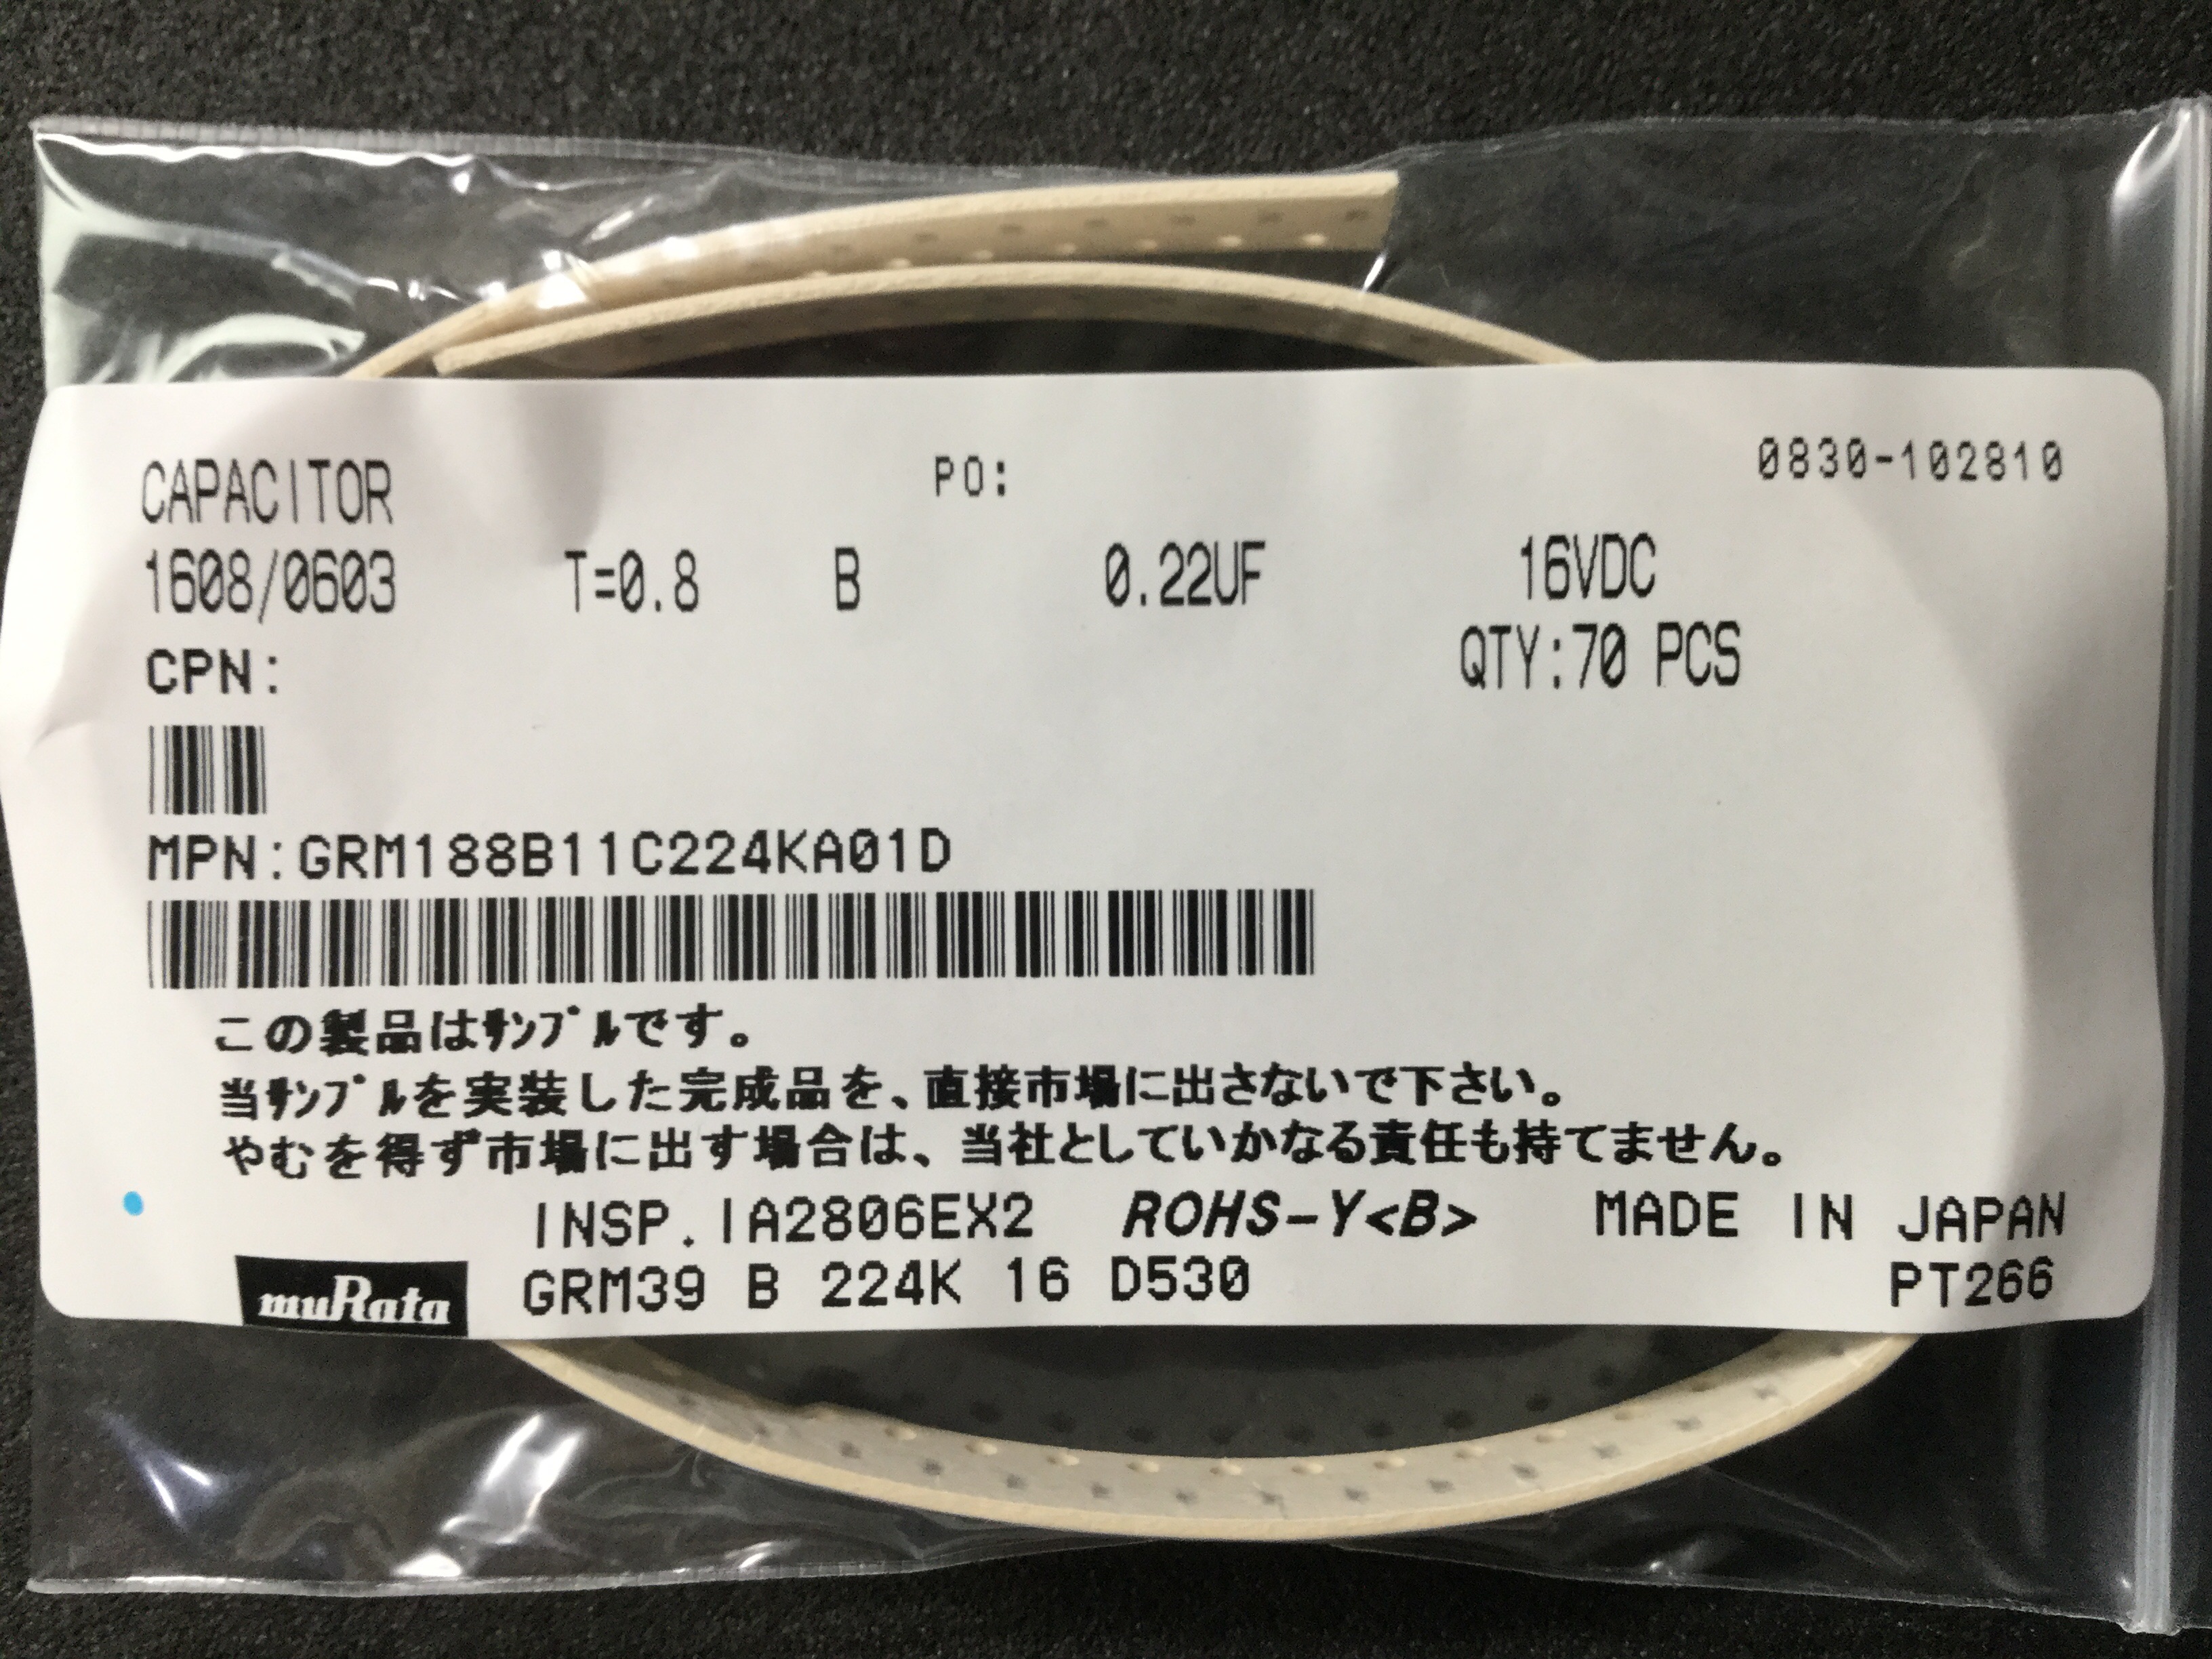 CAPACITOR PO: 0830-102810
1608/0603 T=0.8 B 0.22UF 16VDC
CPN: QTY:70 PCS
MPN:GRM188B11C224KA01D
この製品はｻﾝﾌﾟﾙです。
当ｻﾝﾌﾟﾙを実装した完成品を、直接市場に出さないで下さい。
やむを得ず市場に出す場合は、当社としていかなる責任も持てません。
INSP.IA2806EX2 ROHS-Y<B> MADE IN JAPAN
muRata GRM39 B 224K 16 D530 PT266